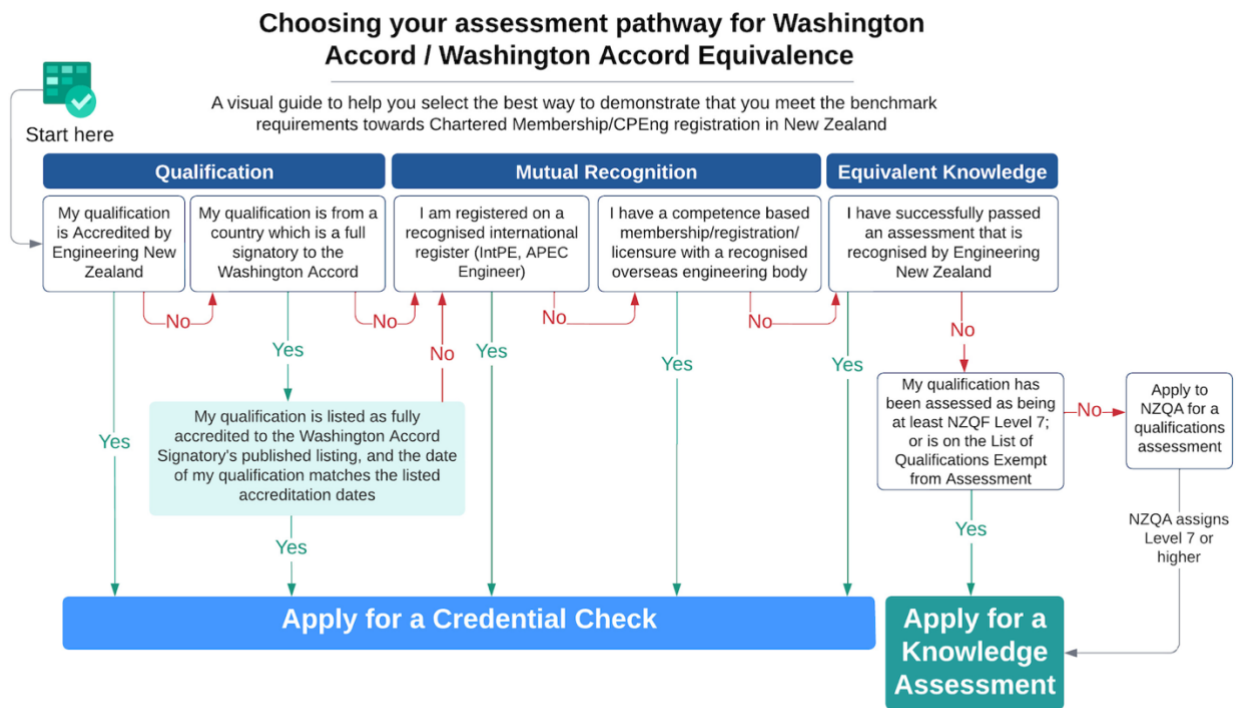 Choosing your assessment pathway for Washington
Accord / Washington Accord Equivalence
A visual guide to help you select the best way to demonstrate that you meet the benchmark
requirements towards Chartered Membership/CPEng registration in New Zealand
Start here
Qualification
Mutual Recognition
Equivalent Knowledge
My qualification
is Accredited by
Engineering New
Zealand
My qualification is from a
country which is a full
signatory to the
Washington Accord
I am registered on a
recognised international
register (IntPE, APEC
Engineer)
I have a competence based
membership/registration/
licensure with a recognised
overseas engineering body
I have successfully passed
an assessment that is
recognised by Engineering
New Zealand
No
No
No
No
No
Yes
No
Yes
Yes
Yes
Yes
My qualification is listed as fully
accredited to the Washington Accord
Signatory's published listing, and the date
of my qualification matches the listed
accreditation dates
My qualification has
been assessed as being
at least NZQF Level 7;
or is on the List of
Qualifications Exempt
from Assessment
No
Apply to
NZQA for a
qualifications
assessment
Yes
Yes
NZQA assigns
Level 7 or
higher
Apply for a Credential Check
Apply for a
Knowledge
Assessment